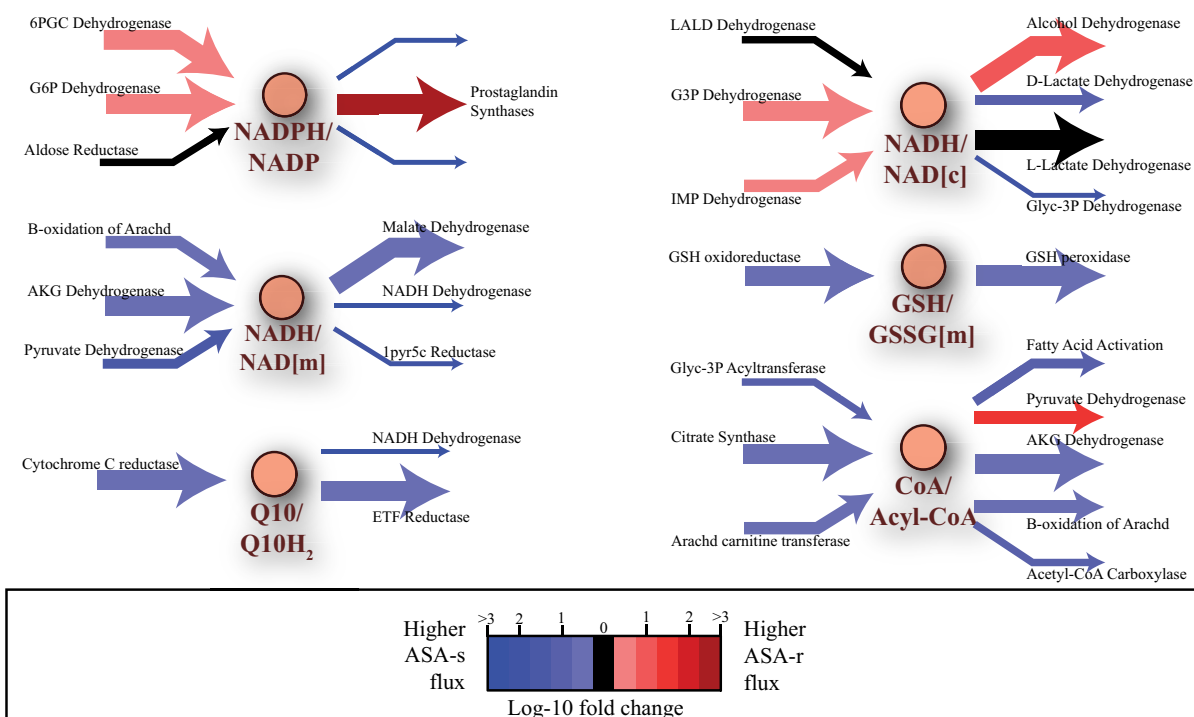 6PGC Dehydrogenase
G6P Dehydrogenase
Aldose Reductase
NADPH/
NADP
Prostaglandin
Synthases
B-oxidation of Arachd
AKG Dehydrogenase
Pyruvate Dehydrogenase
NADH/
NAD[m]
Malate Dehydrogenase
NADH Dehydrogenase
1pyr5c Reductase
Cytochrome C reductase
Q10/
Q10H2
NADH Dehydrogenase
ETF Reductase
LALD Dehydrogenase
G3P Dehydrogenase
IMP Dehydrogenase
NADH/
NAD[c]
Alcohol Dehydrogenase
D-Lactate Dehydrogenase
L-Lactate Dehydrogenase
Glyc-3P Dehydrogenase
GSH oxidoreductase
GSH/
GSSG[m]
GSH peroxidase
Glyc-3P Acyltransferase
Citrate Synthase
Arachd carnitine transferase
CoA/
Acyl-CoA
Fatty Acid Activation
Pyruvate Dehydrogenase
AKG Dehydrogenase
B-oxidation of Arachd
Acetyl-CoA Carboxylase
Higher
ASA-s
flux
>3 2 1 0 1 2 >3
Higher
ASA-r
flux
Log-10 fold change